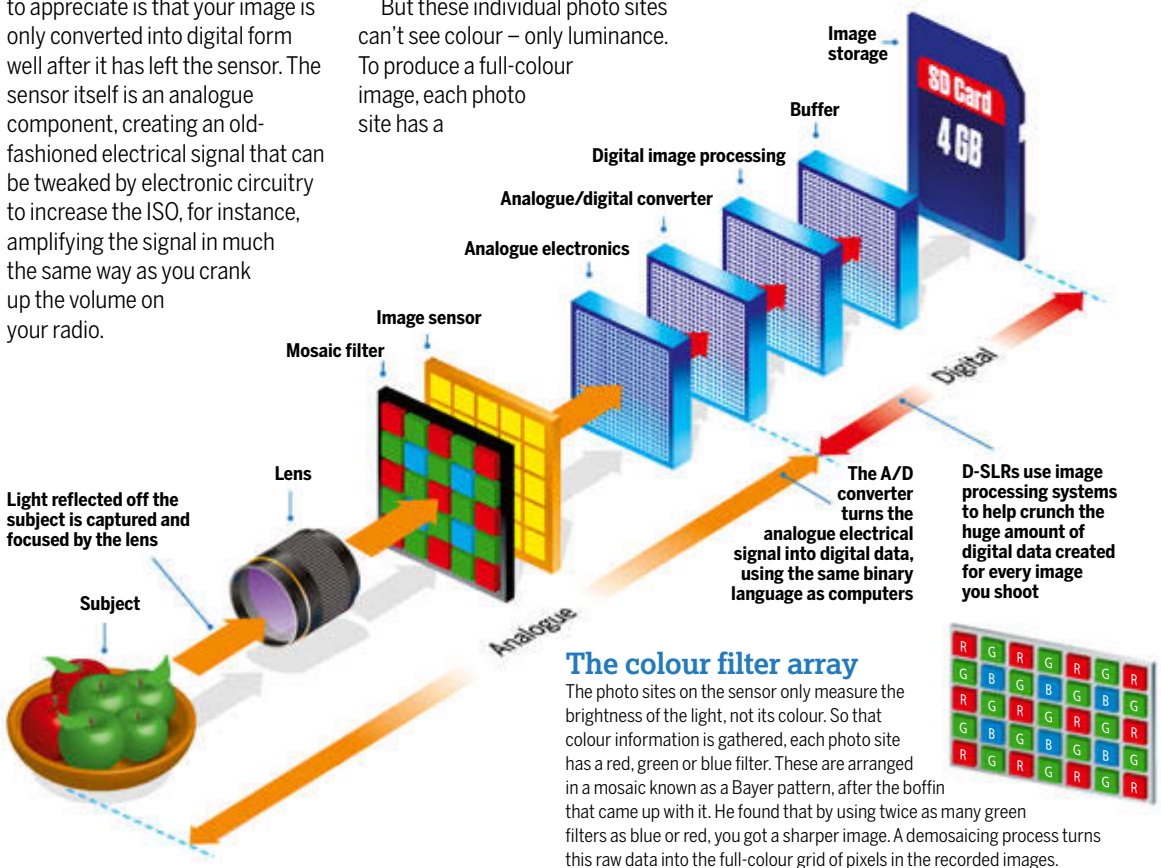 to appreciate is that your image is
only converted into digital form
well after it has left the sensor. The
sensor itself is an analogue
component, creating an old-
fashioned electrical signal that can
be tweaked by electronic circuitry
to increase the ISO, for instance,
amplifying the signal in much
the same way as you crank
up the volume on
your radio.
But these individual photo sites
can't see colour – only luminance.
To produce a full-colour
image, each photo
site has a
Image
storage
SD Card
4 GB
Buffer
Digital image processing
Analogue/digital converter
Analogue electronics
Image sensor
Mosaic filter
Lens
Light reflected off the
subject is captured and
focused by the lens
Subject
Analogue
Digital
The A/D
converter
turns the
analogue electrical
signal into digital data,
using the same binary
language as computers
D-SLRs use image
processing systems
to help crunch the
huge amount of
digital data created
for every image
you shoot
The colour filter array
The photo sites on the sensor only measure the
brightness of the light, not its colour. So that
colour information is gathered, each photo site
has a red, green or blue filter. These are arranged
in a mosaic known as a Bayer pattern, after the boffin
that came up with it. He found that by using twice as many green
filters as blue or red, you got a sharper image. A demosaicing process turns
this raw data into the full-colour grid of pixels in the recorded images.
R G R G R G R
G B G B G B G
R G R G R G R
G B G B G B G
R G R G R G R